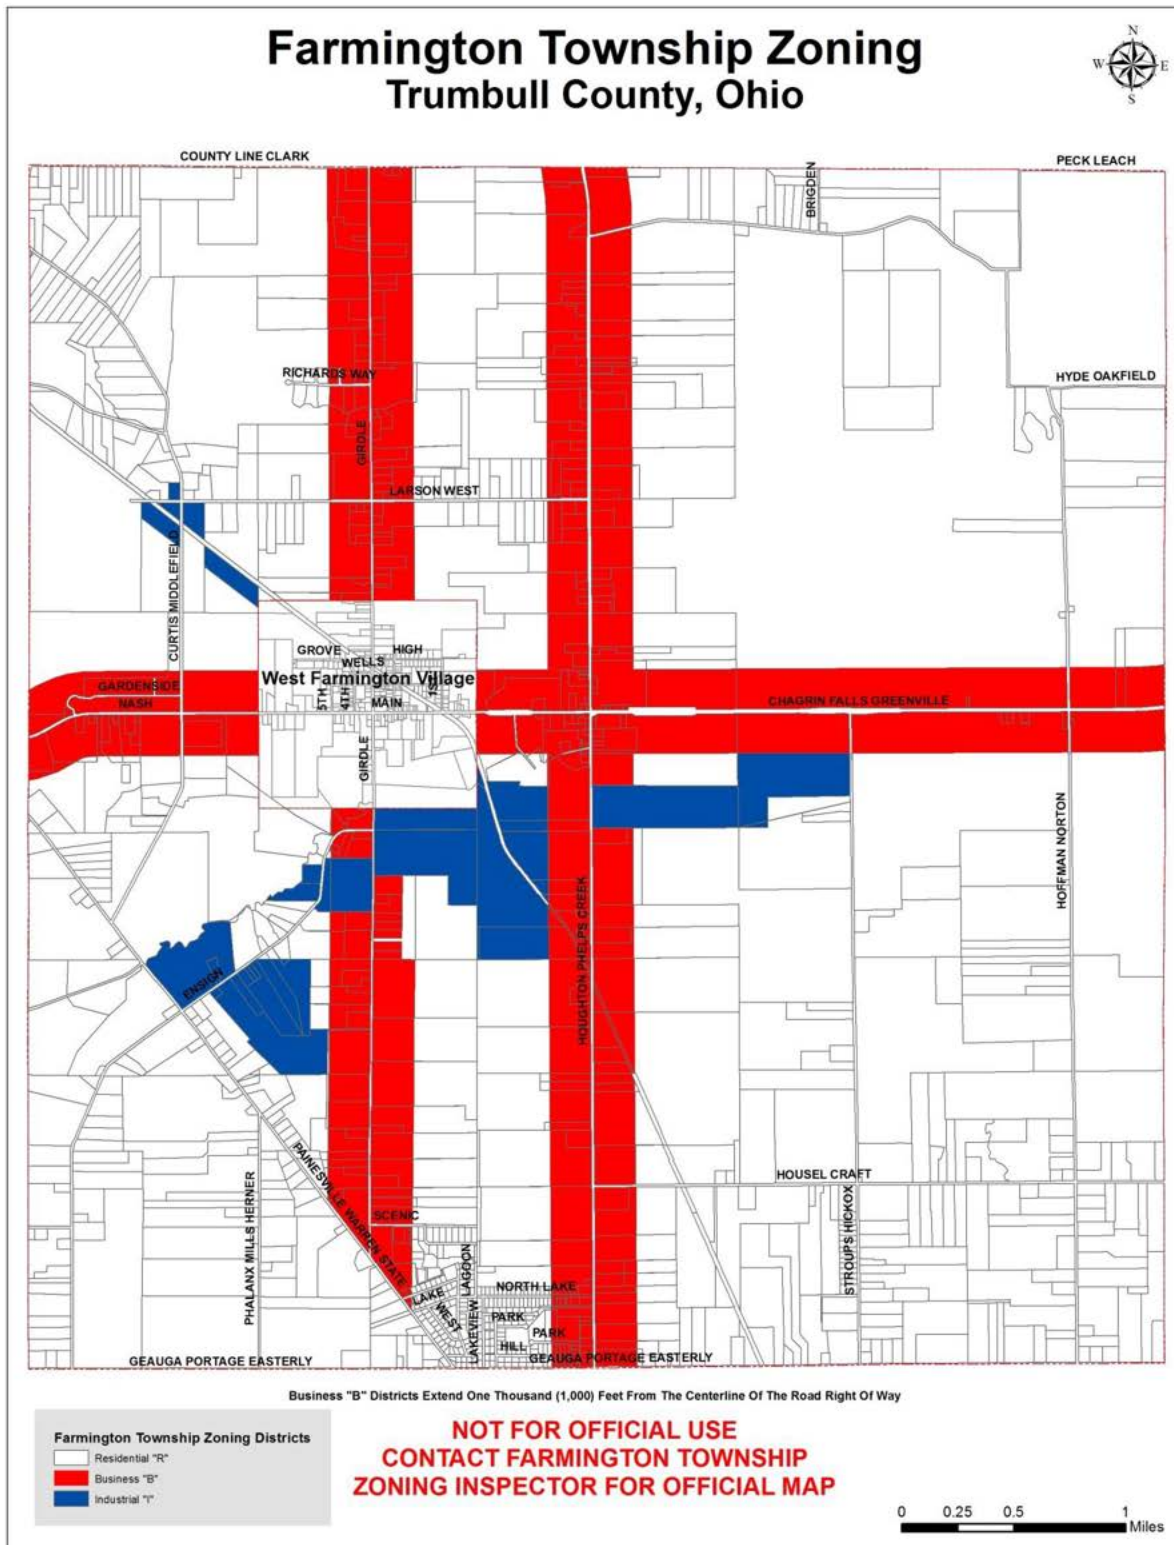 Farmington Township Zoning
Trumbull County, Ohio
N
W E
S
COUNTY LINE CLARK
PECK LEACH
BRIGDEN
RICHARDS WAY
HYDE OAKFIELD
GIRDLE
LARSON WEST
CURTIS MIDDLEFIELD
GROVE
HIGH
WELLS
West Farmington Village
GARDENSIDE
NASH
5TH
4TH
MAIN
1ST
CHAGRIN FALLS GREENVILLE
GIRDLE
HOFFMAN NORTON
HOUGHTON PHELPS CREEK
ENSIGN
HOUSEL CRAFT
PAINESVILLE WARREN STATE
PHALANX MILLS HERNER
SCENIC
STROUPS HICKOX
LAGOON
LAKE
NORTH LAKE
WEST
LAKEVIEW
PARK
PARK
HILL
GEAUGA PORTAGE EASTERLY
GEAUGA PORTAGE EASTERLY
Business "B" Districts Extend One Thousand (1,000) Feet From The Centerline Of The Road Right Of Way
Farmington Township Zoning Districts
Residential "R"
Business "B"
Industrial "I"
NOT FOR OFFICIAL USE
CONTACT FARMINGTON TOWNSHIP
ZONING INSPECTOR FOR OFFICIAL MAP
0 0.25 0.5 1
Miles